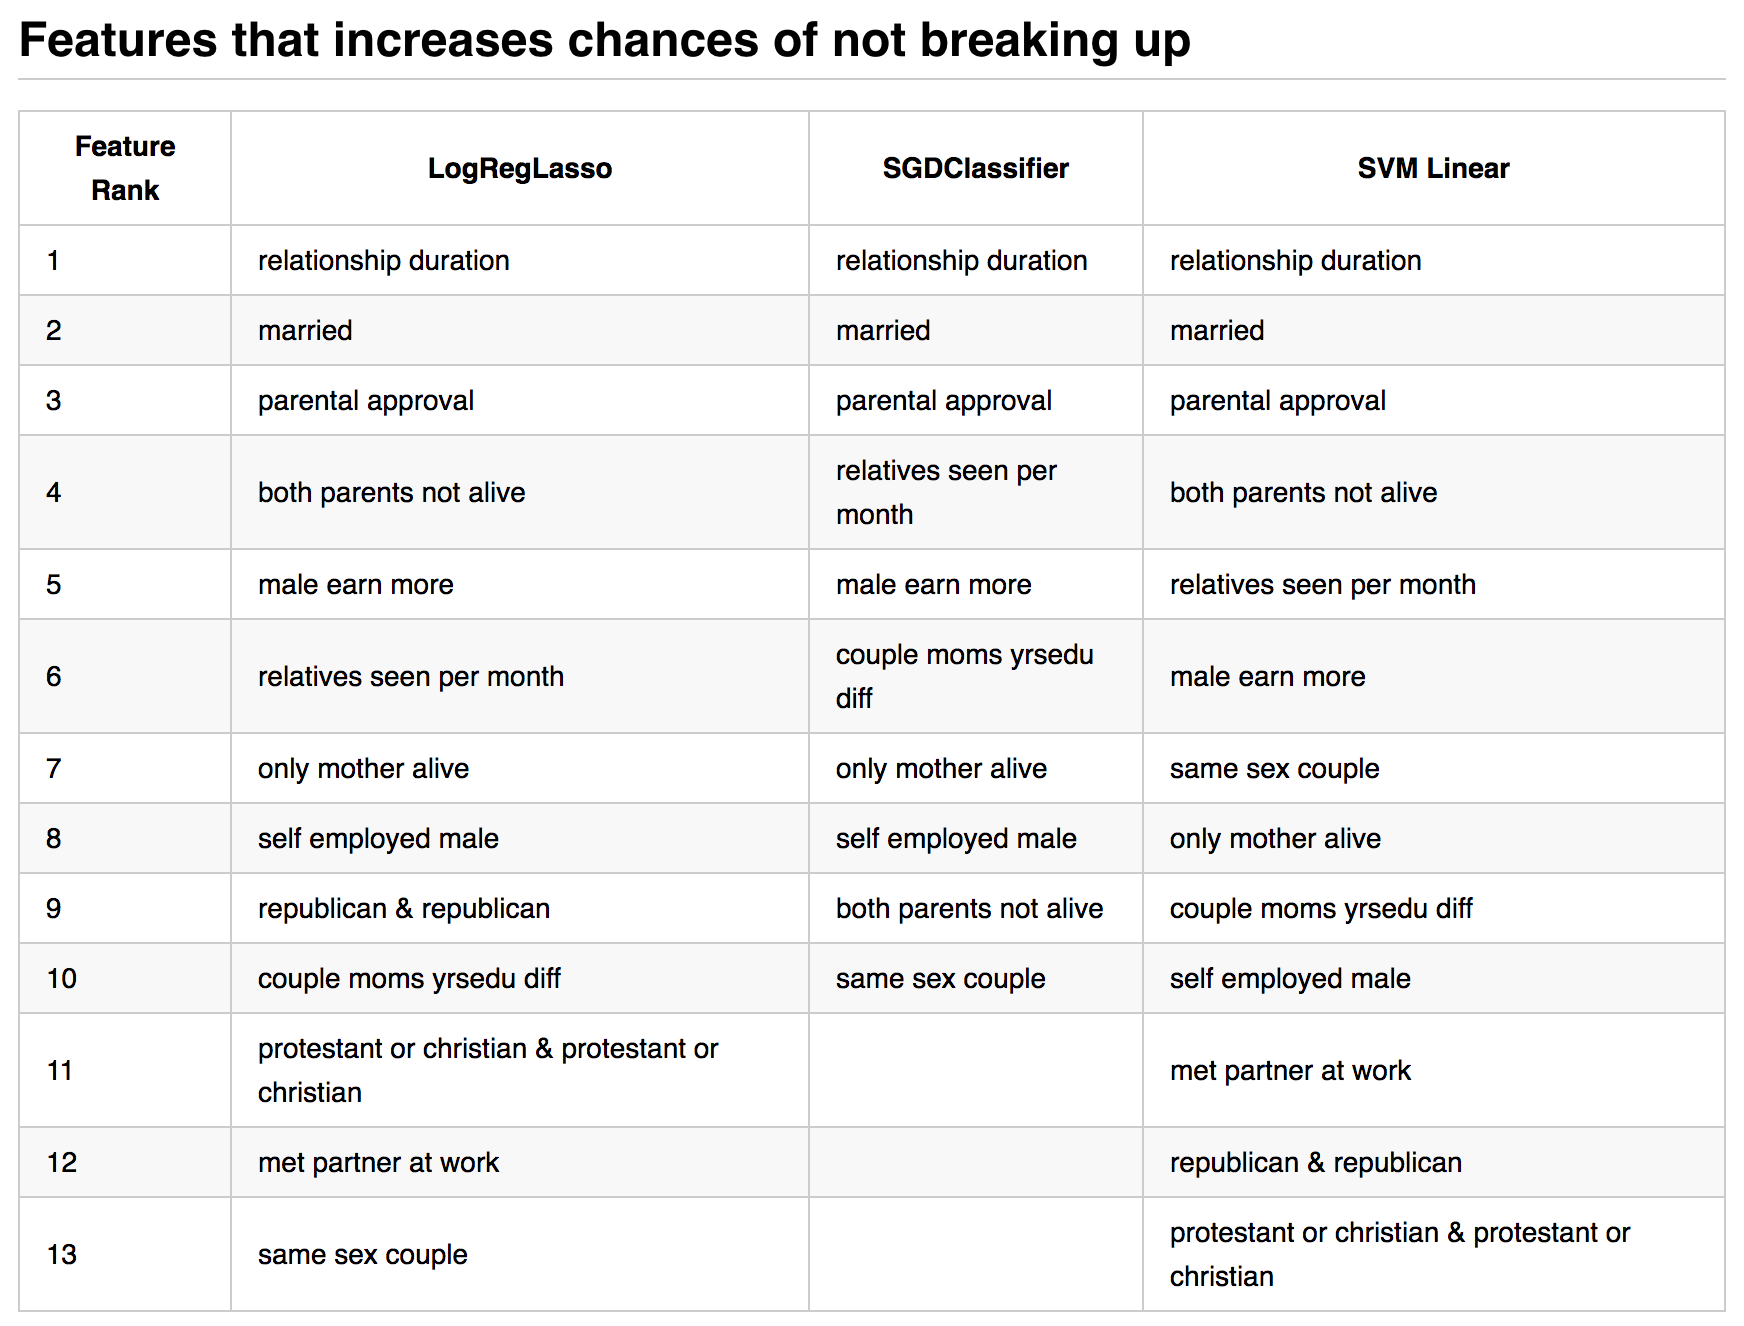 Features that increases chances of not breaking up
Feature
Rank
LogRegLasso
SGDClassifier
SVM Linear
1
relationship duration
relationship duration
relationship duration
2
married
married
married
3
parental approval
parental approval
parental approval
4
both parents not alive
relatives seen per
month
both parents not alive
5
male earn more
male earn more
relatives seen per month
6
relatives seen per month
couple moms yrsedu
diff
male earn more
7
only mother alive
only mother alive
same sex couple
8
self employed male
self employed male
only mother alive
9
republican & republican
both parents not alive
couple moms yrsedu diff
10
couple moms yrsedu diff
same sex couple
self employed male
11
protestant or christian & protestant or
christian
met partner at work
12
met partner at work
republican & republican
13
same sex couple
protestant or christian & protestant or
christian